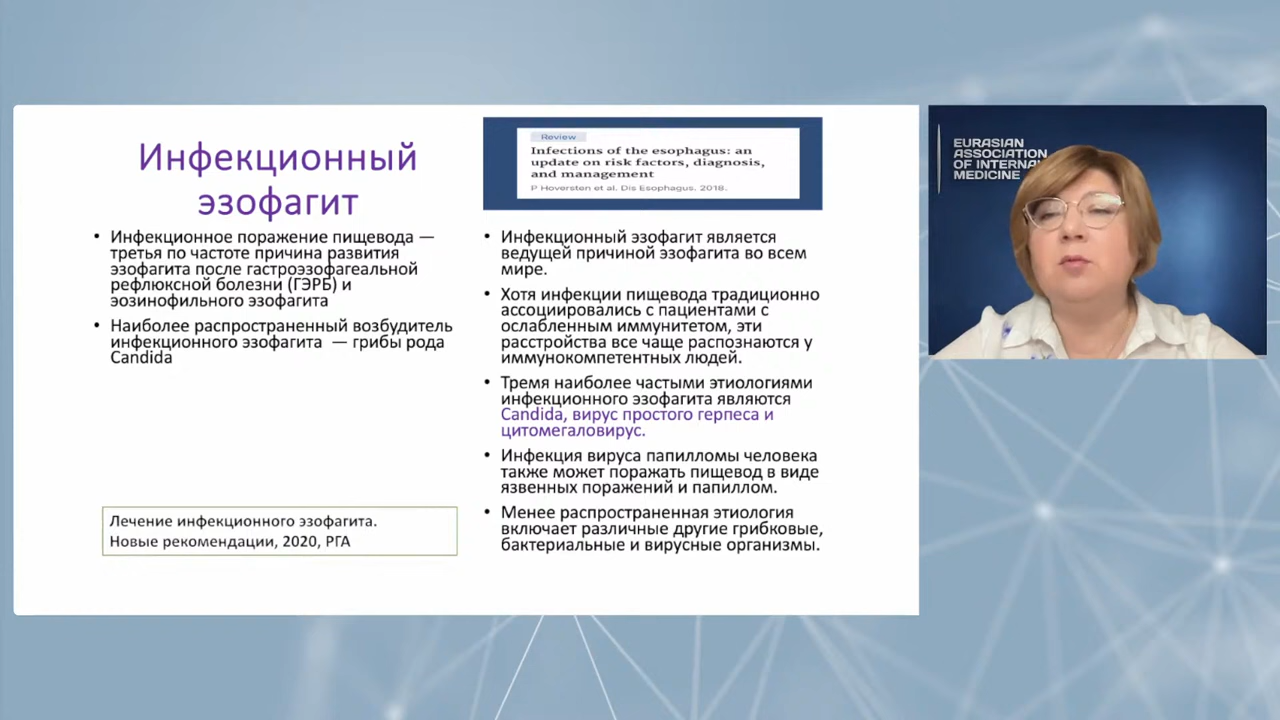 Инфекционный
эзофагит
• Инфекционное поражение пищевода —
третья по частоте причина развития
эзофагита после гастроэзофагеальной
рефлюксной болезни (ГЭРБ) и
эозинофильного эзофагита
• Наиболее распространенный возбудитель
инфекционного эзофагита — грибы рода
Candida
Лечение инфекционного эзофагита.
Новые рекомендации, 2020, РГА
Review
Infections of the esophagus: an
update on risk factors, diagnosis,
and management
P Hoversten et al. Dis Esophagus. 2018.
• Инфекционный эзофагит является
ведущей причиной эзофагита во всем
мире.
• Хотя инфекции пищевода традиционно
ассоциировались с пациентами с
ослабленным иммунитетом, эти
расстройства все чаще распознаются у
иммунокомпетентных людей.
• Тремя наиболее частыми этиологиями
инфекционного эзофагита являются
Candida, вирус простого герпеса и
цитомегаловирус.
• Инфекция вируса папилломы человека
также может поражать пищевод в виде
язвенных поражений и папиллом.
• Менее распространенная этиология
включает различные другие грибковые,
бактериальные и вирусные организмы.
EURASIAN
ASSOCIATION
OF INTERNA
MEDICINE